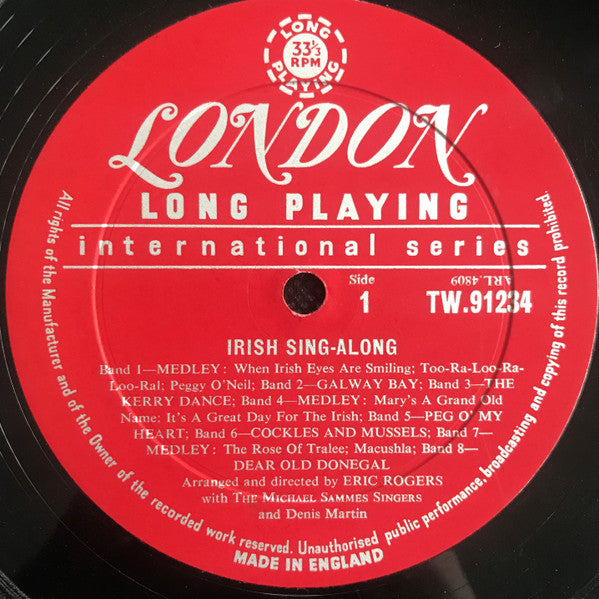 LONG
33⅓
RPM
PLAYING
LONDON
LONG PLAYING
international series
Side
1
ARL.4809
TW.91234
IRISH SING-ALONG
Band 1—MEDLEY: When Irish Eyes Are Smiling; Too-Ra-Loo-Ra-
Loo-Ral; Peggy O'Neil; Band 2—GALWAY BAY; Band 3—THE
KERRY DANCE; Band 4—MEDLEY: Mary's A Grand Old
Name; It's A Great Day For The Irish; Band 5—PEG O' MY
HEART; Band 6—COCKLES AND MUSSELS; Band 7—
MEDLEY: The Rose Of Tralee; Macushla; Band 8—
DEAR OLD DONEGAL
Arranged and directed by ERIC ROGERS
with THE MICHAEL SAMMES SINGERS
and Denis Martin
All rights of the Manufacturer and of the Owner of the recorded work reserved. Unauthorised public performance, broadcasting and copying of this record prohibited.
MADE IN ENGLAND